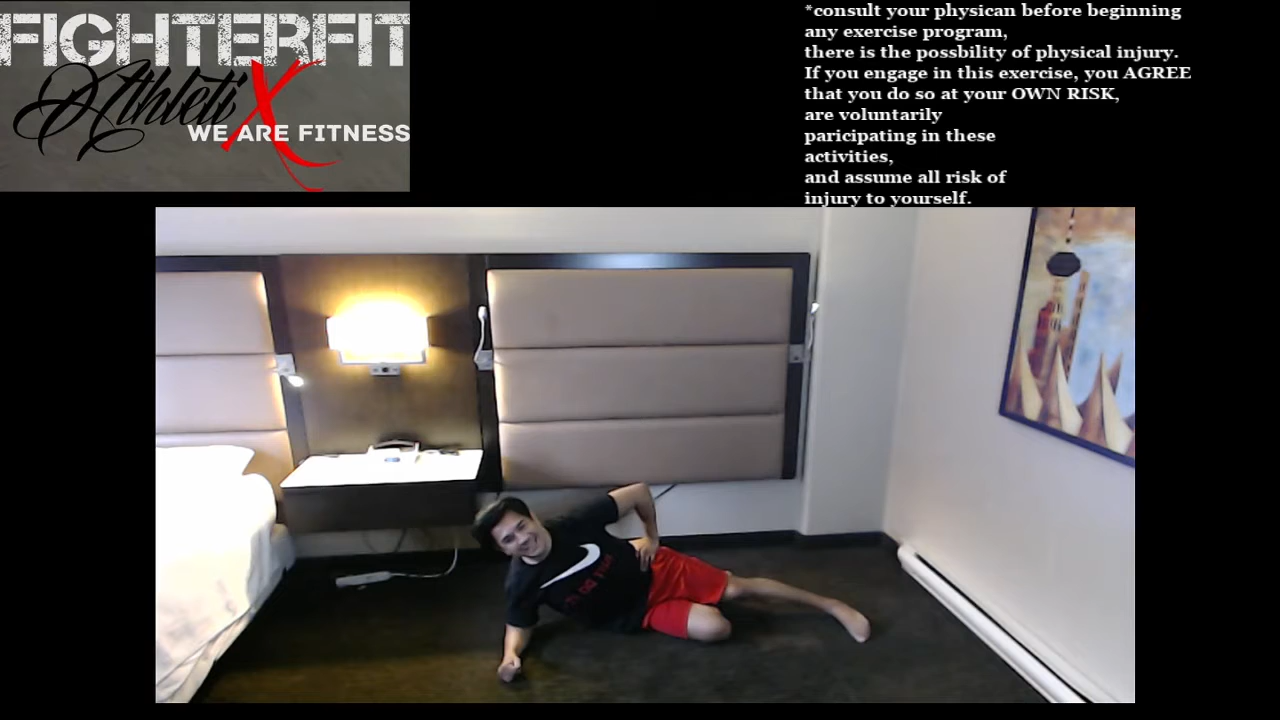 FIGHTERFIT
AthletiX
WE ARE FITNESS
*consult your physican before beginning
any exercise program,
there is the possbility of physical injury.
If you engage in this exercise, you AGREE
that you do so at your OWN RISK,
are voluntarily
paricipating in these
activities,
and assume all risk of
injury to yourself.